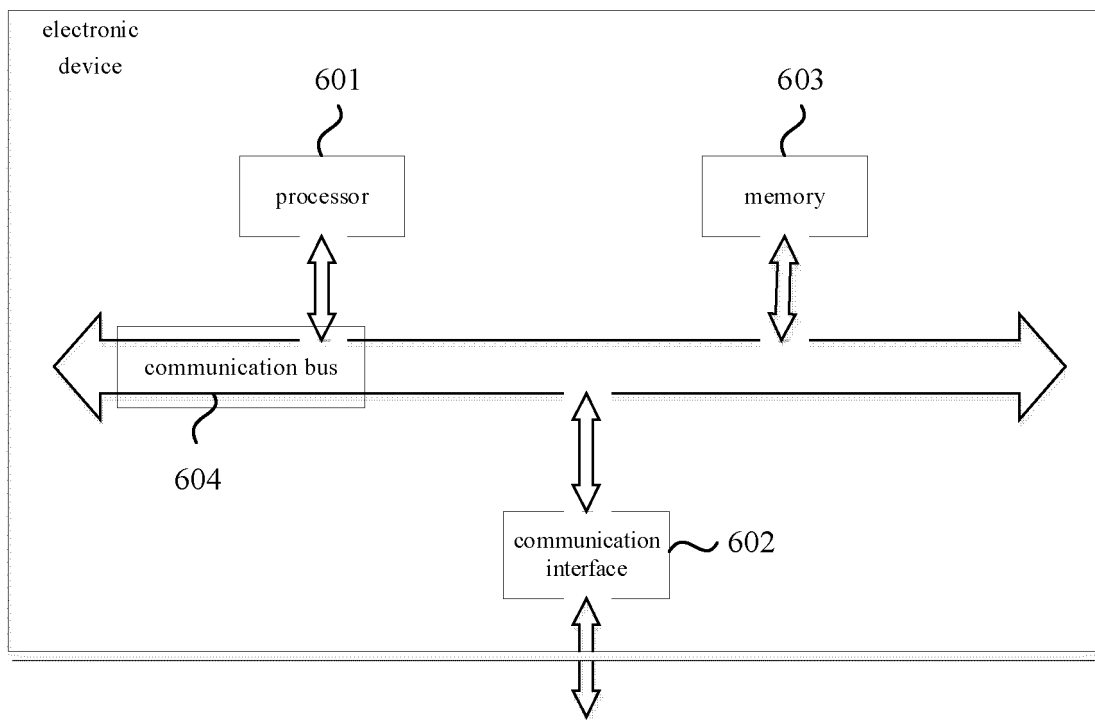 electronic
device
601
603
processor
memory
communication bus
604
communication
interface
602